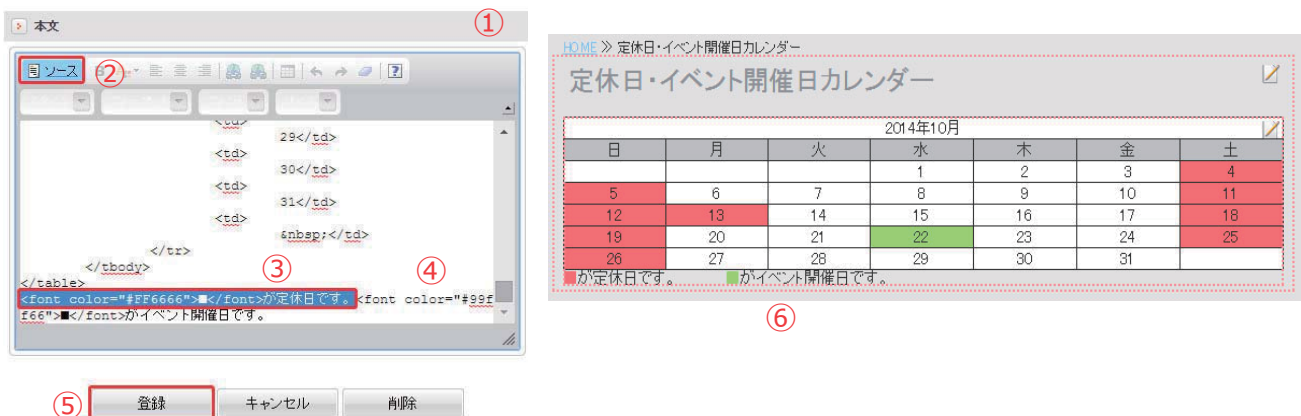 本文
①
ソース
②
<td>
29</td>
<td>
30</td>
<td>
31</td>
<td>
&nbsp;</td>
</tr>
</tbody>
③
④
</table>
<font color="#FF6666">■</font>が定休日です。<font color="#99f
f66">■</font>がイベント開催日です。
⑤
登録
キャンセル
削除
HOME ≫ 定休日・イベント開催日カレンダー
定休日・イベント開催日カレンダー
2014年10月
日 月 火 水 木 金 土
1 2 3 4
5 6 7 8 9 10 11
12 13 14 15 16 17 18
19 20 21 22 23 24 25
26 27 28 29 30 31
■が定休日です。 ■がイベント開催日です。
⑥